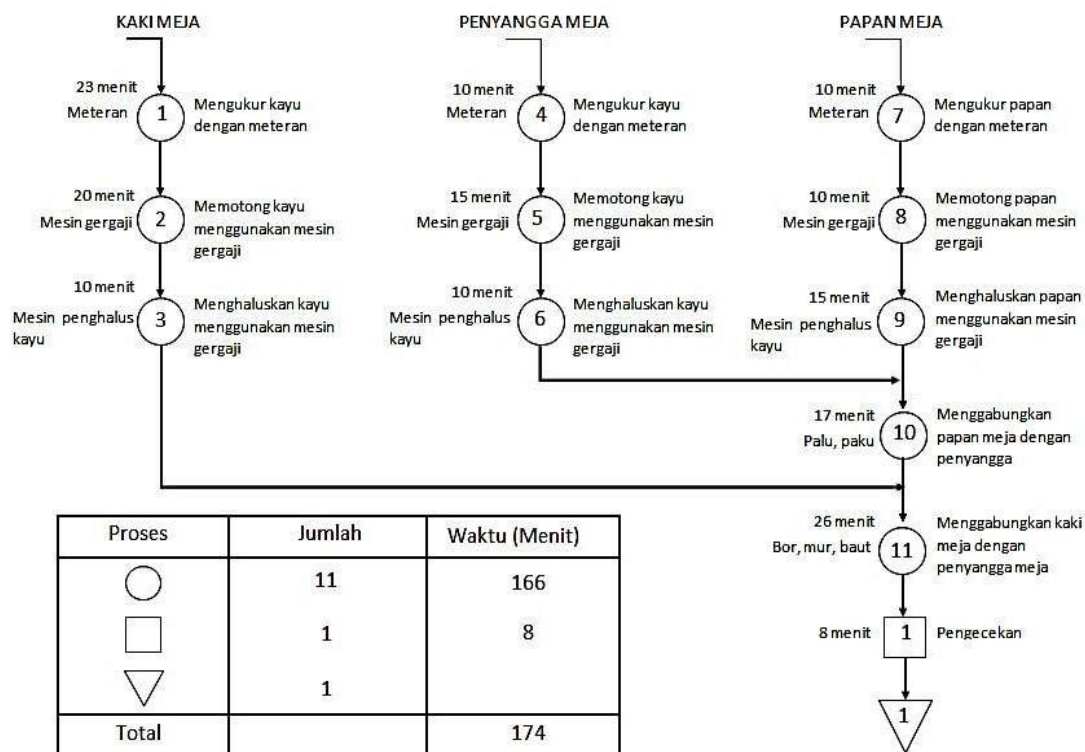 KAKI MEJA
23 menit
Meteran
1
Mengukur kayu
dengan meteran
20 menit
Mesin gergaji
2
Memotong kayu
menggunakan mesin
gergaji
10 menit
Mesin penghalus
kayu
3
Menghaluskan kayu
menggunakan mesin
gergaji
PENYANGGA MEJA
10 menit
Meteran
4
Mengukur kayu
dengan meteran
15 menit
Mesin gergaji
5
Memotong kayu
menggunakan mesin
gergaji
10 menit
Mesin penghalus
kayu
6
Menghaluskan kayu
menggunakan mesin
gergaji
PAPAN MEJA
10 menit
Meteran
7
Mengukur papan
dengan meteran
10 menit
Mesin gergaji
8
Memotong papan
menggunakan mesin
gergaji
15 menit
Mesin penghalus
kayu
9
Menghaluskan papan
menggunakan mesin
gergaji
17 menit
Palu, paku
10
Menggabungkan
papan meja dengan
penyangga
26 menit
Bor, mur, baut
11
Menggabungkan kaki
meja dengan
penyangga meja
8 menit
1
Pengecekan
1
Proses Jumlah Waktu (Menit)
11 166
1 8
1
Total 174